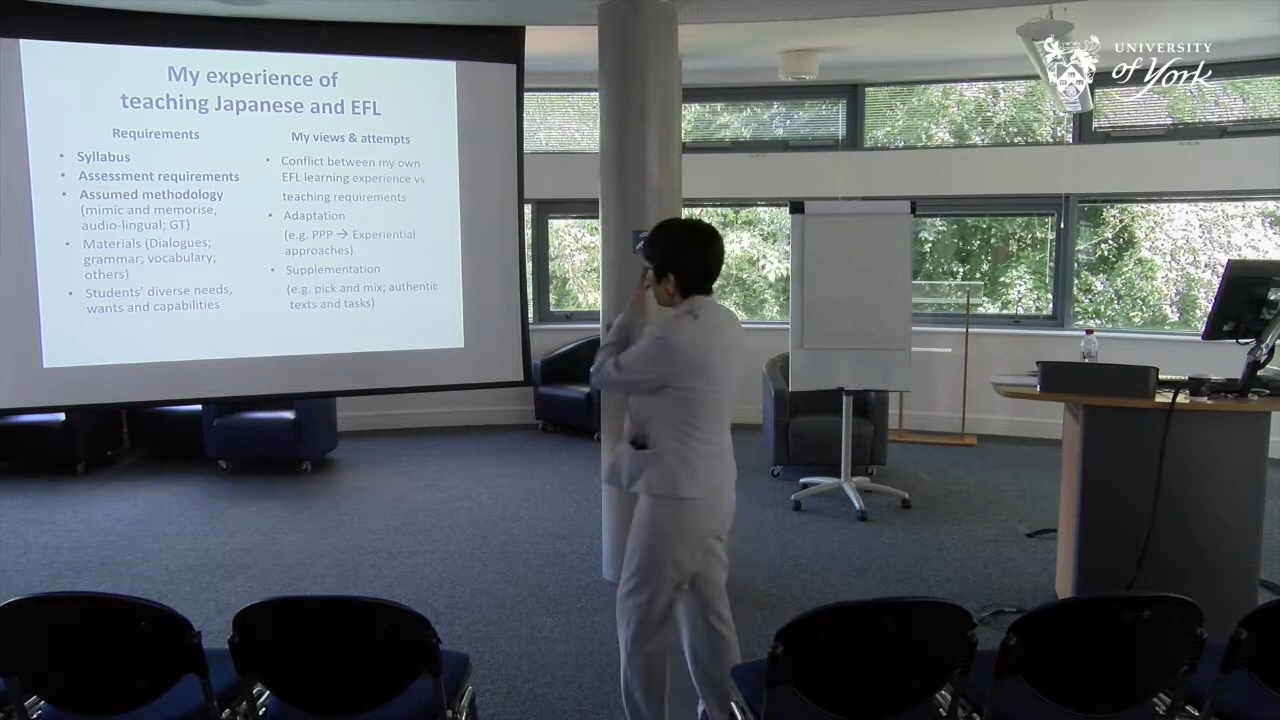 My experience of
teaching Japanese and EFL
Requirements
• Syllabus
• Assessment requirements
• Assumed methodology
(mimic and memorise,
audio-lingual; GT)
• Materials (Dialogues;
grammar; vocabulary;
others)
• Students' diverse needs,
wants and capabilities
My views & attempts
• Conflict between my own
EFL learning experience vs
teaching requirements
• Adaptation
(e.g. PPP → Experiential
approaches)
• Supplementation
(e.g. pick and mix; authentic
texts and tasks)
UNIVERSITY
of York